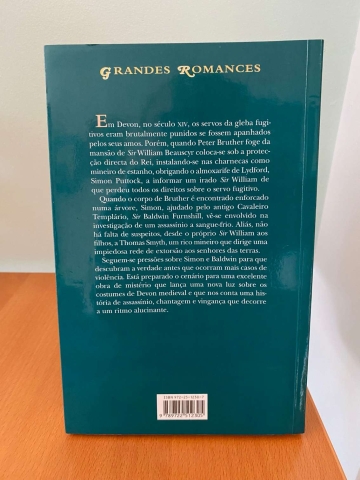 GRANDES ROMANCES
Em Devon, no século XIV, os servos da gleba fugi-
tivos eram brutalmente punidos se fossem apanhados
pelos seus amos. Porém, quando Peter Bruther foge da
mansão de Sir William Beauscyr coloca-se sob a protec-
ção directa do Rei, instalando-se nas charnecas como
mineiro de estanho, obrigando o almoxarife de Lydford,
Simon Puttock, a informar um irado Sir William de
que perdeu todos os direitos sobre o servo fugitivo.
Quando o corpo de Bruther é encontrado enforcado
numa árvore, Simon, ajudado pelo antigo Cavaleiro
Templário, Sir Baldwin Furnshill, vê-se envolvido na
investigação de um assassínio a sangue-frio. Aliás, não
há falta de suspeitos, desde o próprio Sir William aos
filhos, a Thomas Smyth, um rico mineiro que dirige uma
impiedosa rede de extorsão aos senhores das terras.
Seguem-se pressões sobre Simon e Baldwin para que
descubram a verdade antes que ocorram mais casos de
violência. Está preparado o cenário para uma excelente
obra de mistério que lança uma nova luz sobre os
costumes de Devon medieval e que nos conta uma his-
tória de assassínio, chantagem e vingança que decorre
a um ritmo alucinante.